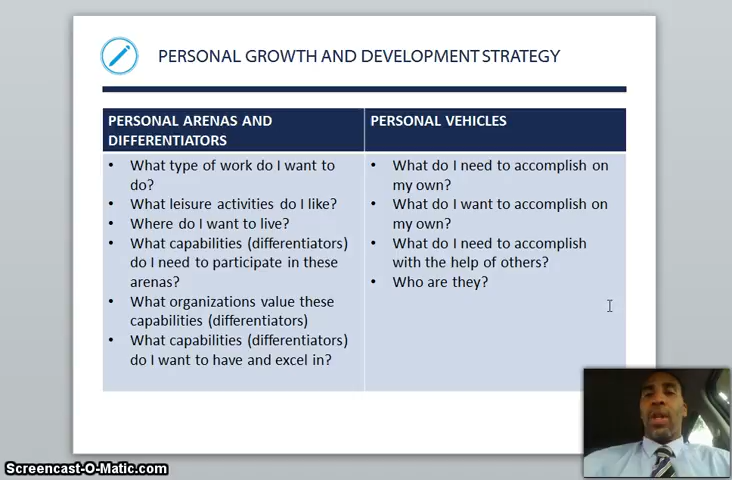 PERSONAL GROWTH AND DEVELOPMENT STRATEGY
PERSONAL ARENAS AND
DIFFERENTIATORS
• What type of work do I want to
do?
• What leisure activities do I like?
• Where do I want to live?
• What capabilities (differentiators)
do I need to participate in these
arenas?
• What organizations value these
capabilities (differentiators)
• What capabilities (differentiators)
do I want to have and excel in?
PERSONAL VEHICLES
• What do I need to accomplish on
my own?
• What do I want to accomplish on
my own?
• What do I need to accomplish
with the help of others?
• Who are they?
Screencast-O-Matic.com